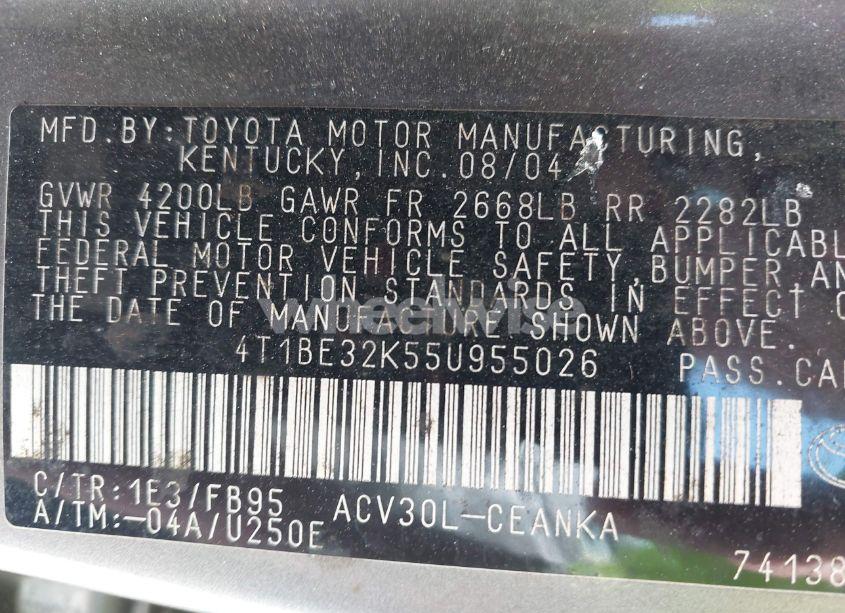 MFD.BY:TOYOTA MOTOR MANUFACTURING,
KENTUCKY,INC.08/04
GVWR 4200LB GAWR FR 2668LB RR 2282LB
THIS VEHICLE CONFORMS TO ALL APPLICABL
FEDERAL MOTOR VEHICLE SAFETY,BUMPER,AN
THEFT PREVENTION STANDARDS IN EFFECT O
THE DATE OF MANUFACTURE SHOWN ABOVE.
wheelwise
4T1BE32K55U955026 PASS.CA
C/TR:1E3/FB95 ACV30L-CEANKA
A/TM:-04A/U250E
74138